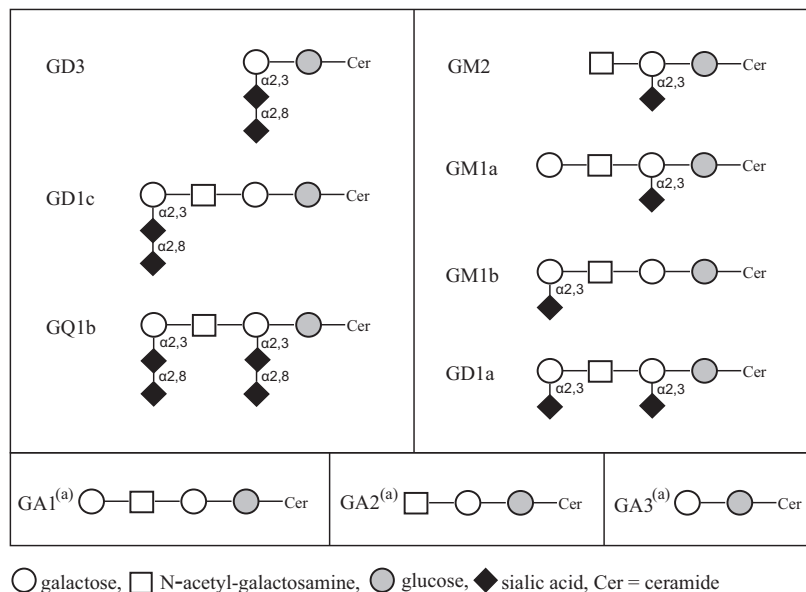 GD3
Cer
α2,3
α2,8
GD1c
Cer
α2,3
α2,8
GQ1b
Cer
α2,3 α2,3
α2,8 α2,8
GM2
Cer
α2,3
GM1a
Cer
α2,3
GM1b
Cer
α2,3
GD1a
Cer
α2,3 α2,3
GA1(a) Cer
GA2(a) Cer
GA3(a) Cer
galactose, N-acetyl-galactosamine, glucose, sialic acid, Cer = ceramide